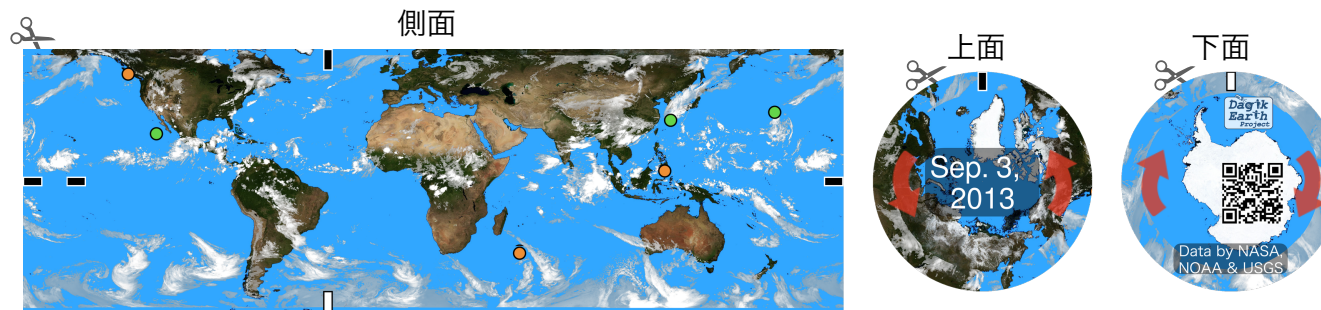 側面
上面
下面
Sep. 3,
2013
Dagik
Earth
Project
Data by NASA,
NOAA & USGS